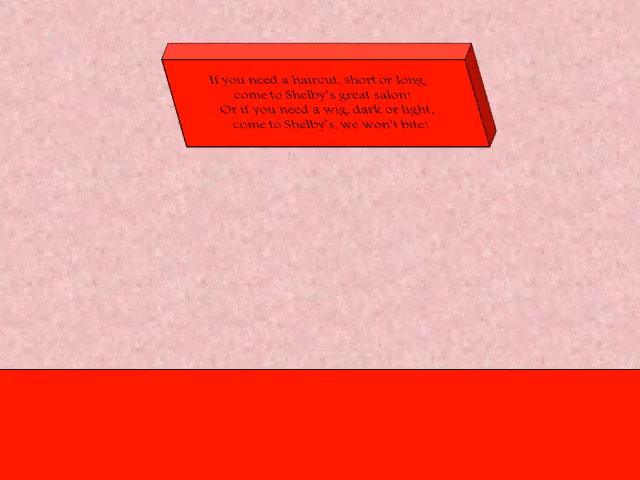 If you need a haircut, short or long,
come to Shelby's great salon!
Or if you need a wig, dark or light,
come to Shelby's, we won't bite!